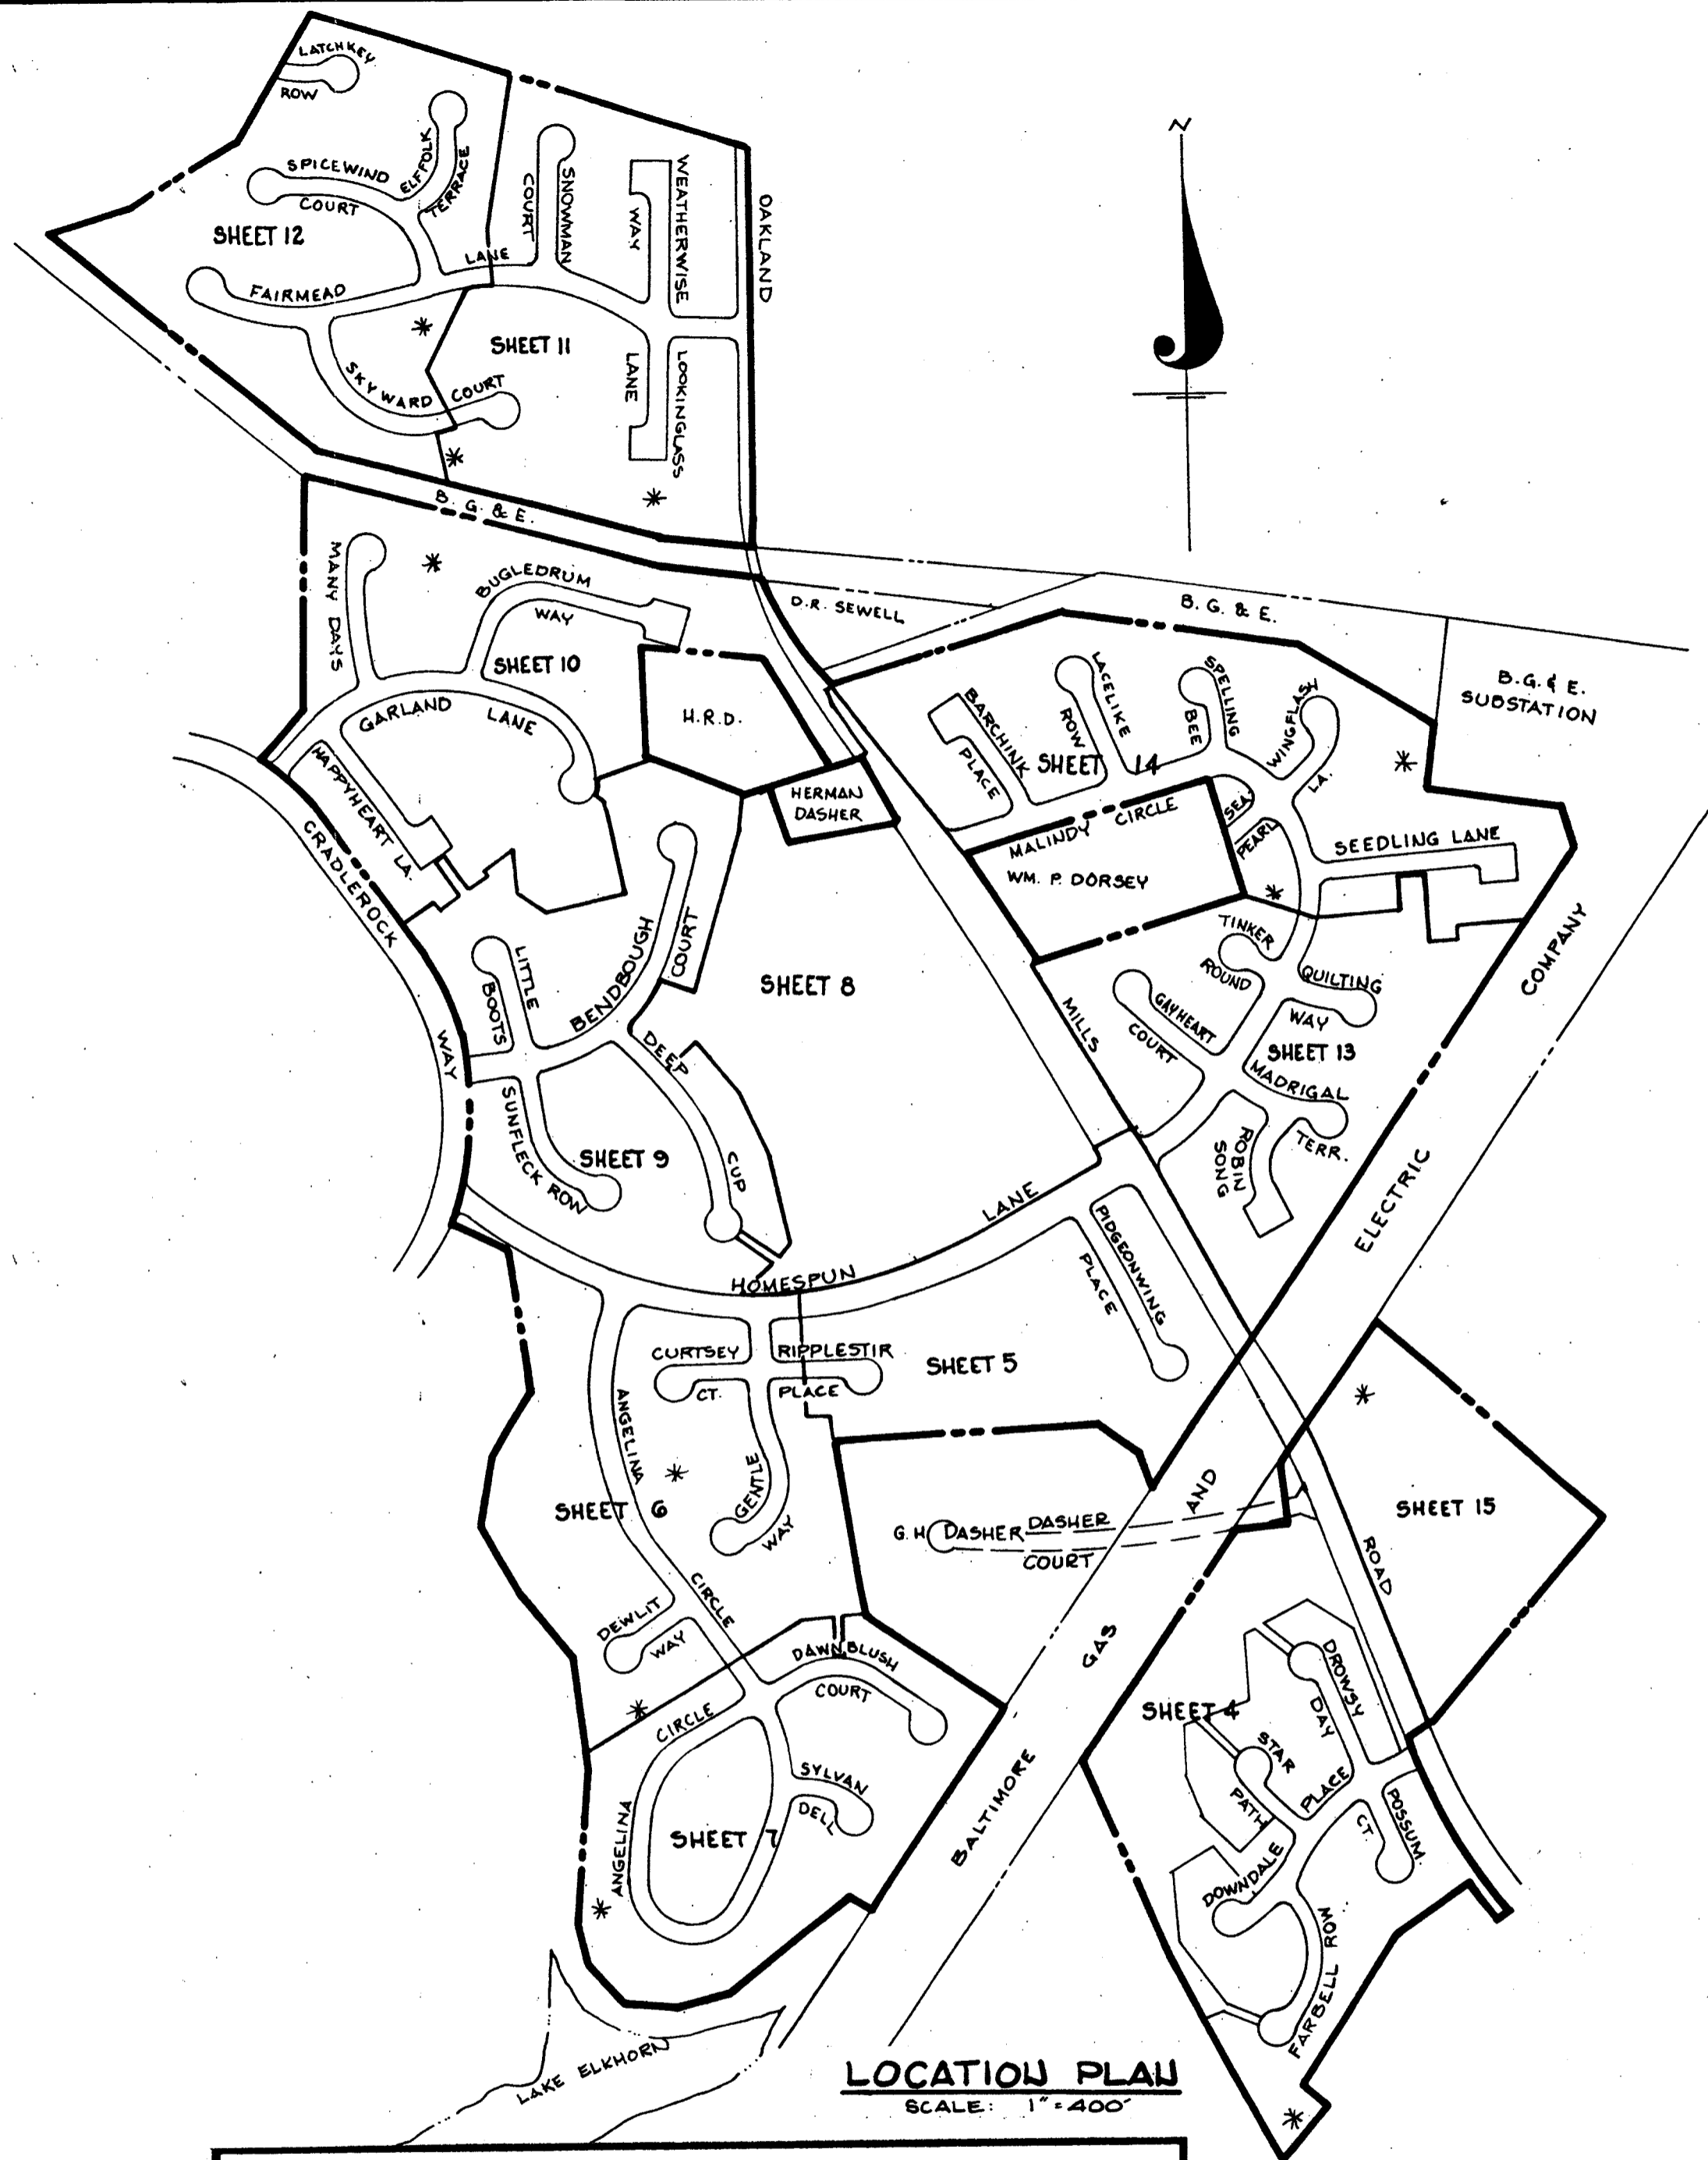 LATCHKEY
ROW
SPICEWIND
COURT
ELFFOLK
TERRACE
SHEET 12
LANE
FAIRMEAD
SKYWARD COURT
COURT
SNOWMAN
WAY
WEATHERWISE
OAKLAND
SHEET 11
LANE
LOOKINGLASS
N
B. G. & E.
MANY DAYS
BUGLEDRUM
WAY
SHEET 10
GARLAND LANE
HAPPYHEART LA.
H.R.D.
HERMAN
DASHER
D.R. SEWELL
B. G. & E.
B.G. & E.
SUBSTATION
BARCHINK
PLACE
LACELIKE
ROW
SPELLING
BEE
WINGFLASH
LA.
SHEET 14
MALINDY CIRCLE
WM. P. DORSEY
SEA
PEARL
SEEDLING LANE
CRADLEROCK
WAY
LITTLE
BOOTS
BENDBOUGH
COURT
SHEET 8
TINKER
ROUND
QUILTING
WAY
GAYHEART
COURT
SHEET 13
MADRIGAL
TERR.
ROBIN
SONG
MILLS
DEEP
CUP
SUNFLECK ROW
SHEET 9
HOMESPUN
LANE
PIDGEONWING
PLACE
COMPANY
ELECTRIC
AND
GAS
BALTIMORE
CURTSEY
CT.
RIPPLESTIR
PLACE
SHEET 5
ANGELINA
CIRCLE
GENTLE
WAY
SHEET 6
G.H. DASHER
DASHER
COURT
SHEET 15
ROAD
DEWLIT
WAY
DAWNBLUSH
COURT
CIRCLE
ANGELINA
SYLVAN
DELL
SHEET 7
SHEET 4
DROWSY
DAY
STAR
PATH
PLACE
POSSUM
CT.
DOWNDALE
FARBELL ROW
LAKE ELKHORN
LOCATION PLAN
SCALE: 1" = 400'